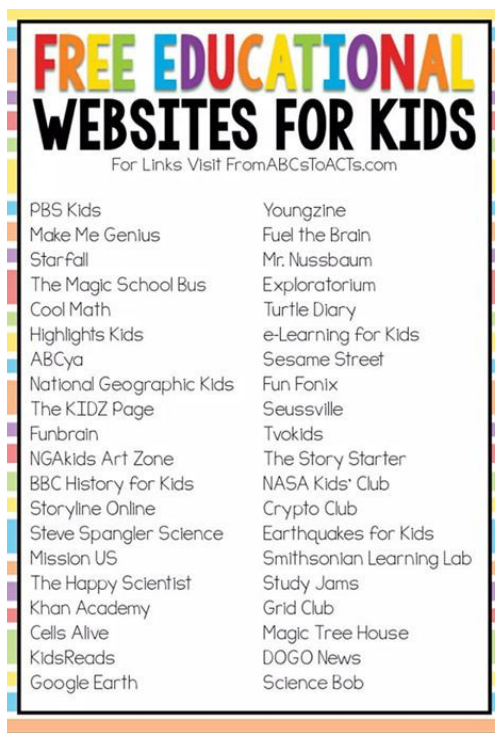 FREE EDUCATIONAL
WEBSITES FOR KIDS
For Links Visit FromABCsToACTs.com
PBS Kids
Make Me Genius
Starfall
The Magic School Bus
Cool Math
Highlights Kids
ABCya
National Geographic Kids
The KIDZ Page
Funbrain
NGAkids Art Zone
BBC History for Kids
Storyline Online
Steve Spangler Science
Mission US
The Happy Scientist
Khan Academy
Cells Alive
KidsReads
Google Earth
Youngzine
Fuel the Brain
Mr. Nussbaum
Exploratorium
Turtle Diary
e-Learning for Kids
Sesame Street
Fun Fonix
Seussville
Tvokids
The Story Starter
NASA Kids' Club
Crypto Club
Earthquakes for Kids
Smithsonian Learning Lab
Study Jams
Grid Club
Magic Tree House
DOGO News
Science Bob